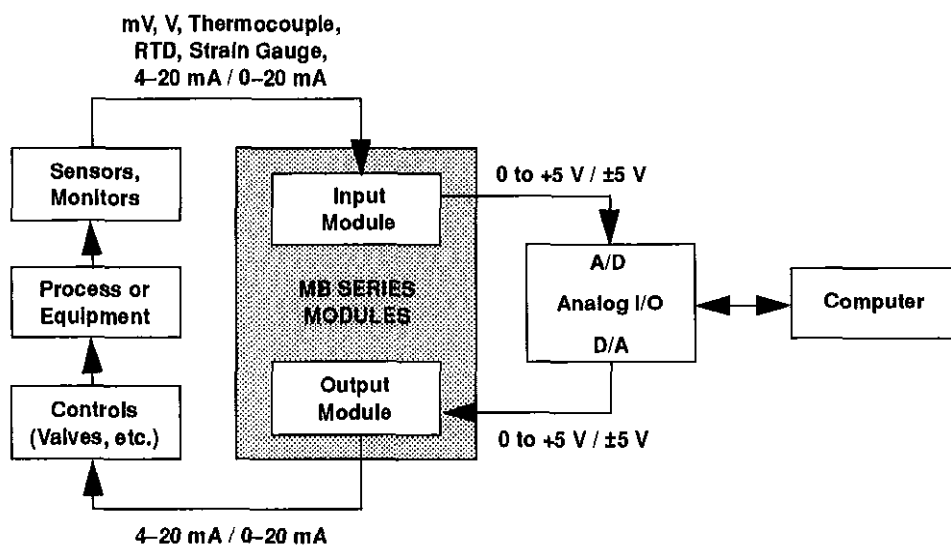 mV, V, Thermocouple,
RTD, Strain Gauge,
4–20 mA / 0–20 mA
Sensors,
Monitors
Process or
Equipment
Controls
(Valves, etc.)
Input
Module
MB SERIES
MODULES
Output
Module
0 to +5 V / ±5 V
A/D
Analog I/O
D/A
Computer
0 to +5 V / ±5 V
4–20 mA / 0–20 mA